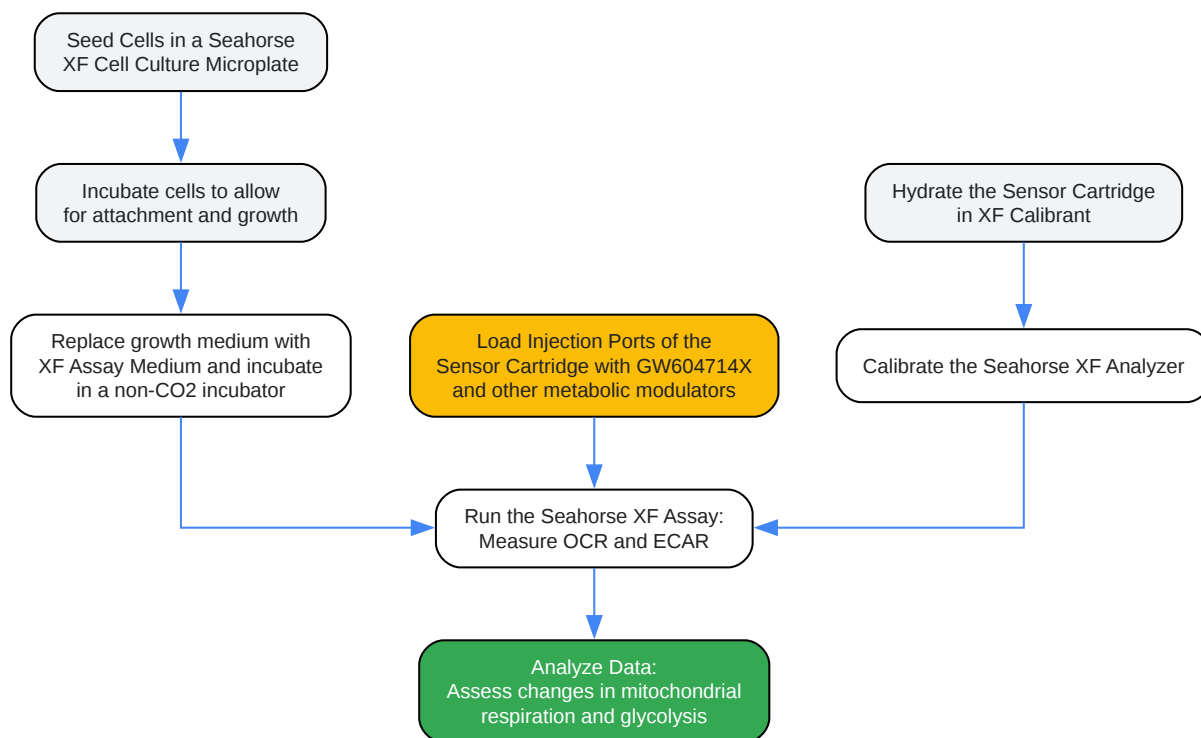 Seed Cells in a Seahorse
XF Cell Culture Microplate
Incubate cells to allow
for attachment and growth
Hydrate the Sensor Cartridge
in XF Calibrant
Replace growth medium with
XF Assay Medium and incubate
in a non-CO2 incubator
Load Injection Ports of the
Sensor Cartridge with GW604714X
and other metabolic modulators
Calibrate the Seahorse XF Analyzer
Run the Seahorse XF Assay:
Measure OCR and ECAR
Analyze Data:
Assess changes in mitochondrial
respiration and glycolysis